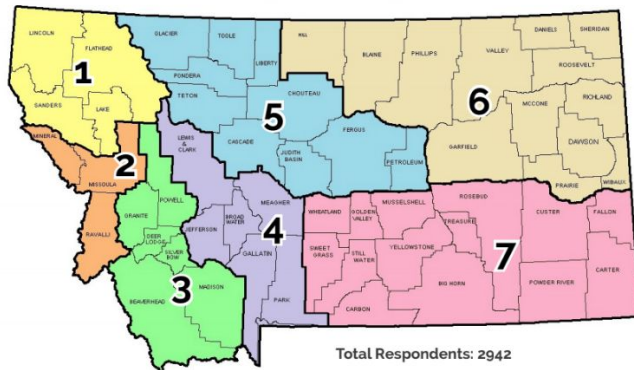 LINCOLN
FLATHEAD
SANDERS
LAKE
1
GLACIER
TOOLE
LIBERTY
PONDERA
TETON
CHOUTEAU
CASCADE
JUDITH
BASIN
FERGUS
PETROLEUM
5
HILL
BLAINE
PHILLIPS
VALLEY
DANIELS
SHERIDAN
ROOSEVELT
RICHLAND
MCCONE
GARFIELD
DAWSON
PRAIRIE
WIBAUX
6
MINERAL
MISSOULA
RAVALLI
2
POWELL
GRANITE
DEER
LODGE
SILVER
BOW
BEAVERHEAD
MADISON
3
LEWIS
&
CLARK
MEAGHER
BROAD
WATER
JEFFERSON
GALLATIN
PARK
4
WHEATLAND
GOLDEN
VALLEY
MUSSELSHELL
ROSEBUD
TREASURE
CUSTER
FALLON
SWEET
GRASS
STILL
WATER
YELLOWSTONE
BIG HORN
CARBON
POWDER RIVER
CARTER
7
Total Respondents: 2942